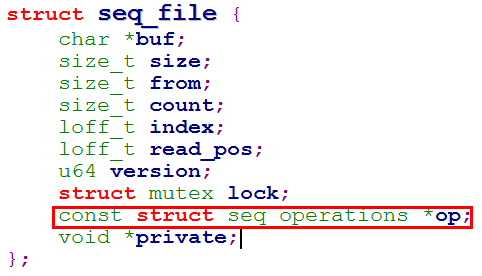 struct seq_file {
char *buf;
size_t size;
size_t from;
size_t count;
loff_t index;
loff_t read_pos;
u64 version;
struct mutex lock;
const struct seq_operations *op;
void *private;
};